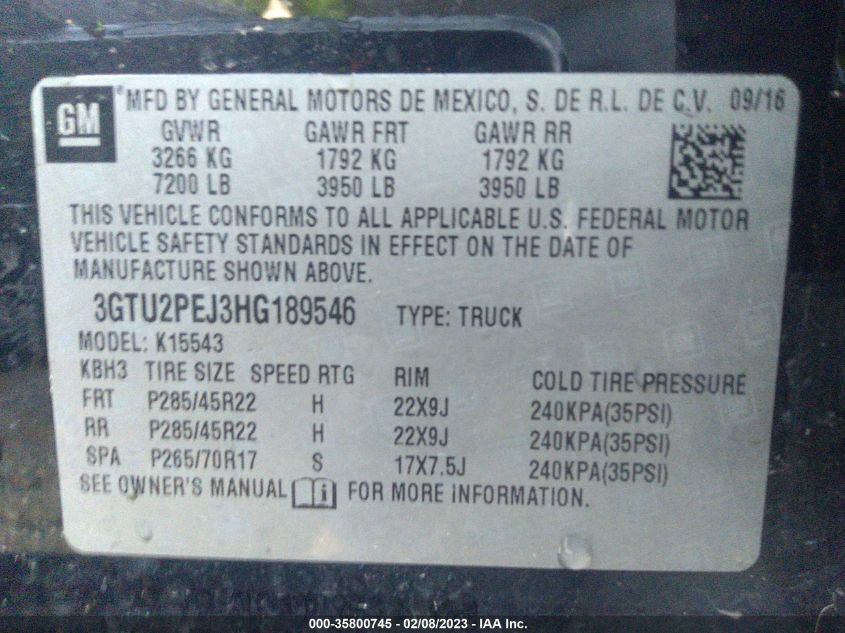 GM ® MFD BY GENERAL MOTORS DE MEXICO, S. DE R.L. DE C.V. 09/16
GVWR GAWR FRT GAWR RR
3266 KG 1792 KG 1792 KG
7200 LB 3950 LB 3950 LB
THIS VEHICLE CONFORMS TO ALL APPLICABLE U.S. FEDERAL MOTOR
VEHICLE SAFETY STANDARDS IN EFFECT ON THE DATE OF
MANUFACTURE SHOWN ABOVE.
3GTU2PEJ3HG189546 TYPE: TRUCK
MODEL: K15543
KBH3 TIRE SIZE SPEED RTG RIM COLD TIRE PRESSURE
FRT P285/45R22 H 22X9J 240KPA(35PSI)
RR P285/45R22 H 22X9J 240KPA(35PSI)
SPA P265/70R17 S 17X7.5J 240KPA(35PSI)
SEE OWNER'S MANUAL FOR MORE INFORMATION.
000-35800745 - 02/08/2023 - IAA Inc.